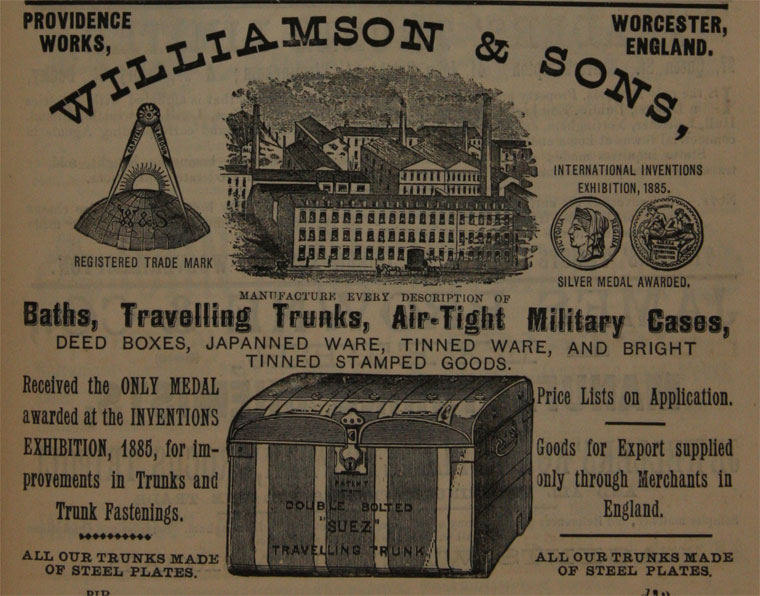 PROVIDENCE
WORKS,
WORCESTER,
ENGLAND.
WILLIAMSON & SONS,
W & S
REGISTERED TRADE MARK
INTERNATIONAL INVENTIONS
EXHIBITION, 1885.
VICTORIA REGINA
SILVER MEDAL AWARDED.
MANUFACTURE EVERY DESCRIPTION OF
Baths, Travelling Trunks, Air-Tight Military Cases,
DEED BOXES, JAPANNED WARE, TINNED WARE, AND BRIGHT
TINNED STAMPED GOODS.
Received the ONLY MEDAL
awarded at the INVENTIONS
EXHIBITION, 1885, for im-
provements in Trunks and
Trunk Fastenings.
ALL OUR TRUNKS MADE
OF STEEL PLATES.
PATENT
DOUBLE BOLTED
"SUEZ"
TRAVELLING TRUNK
Price Lists on Application.
Goods for Export supplied
only through Merchants in
England.
ALL OUR TRUNKS MADE
OF STEEL PLATES.